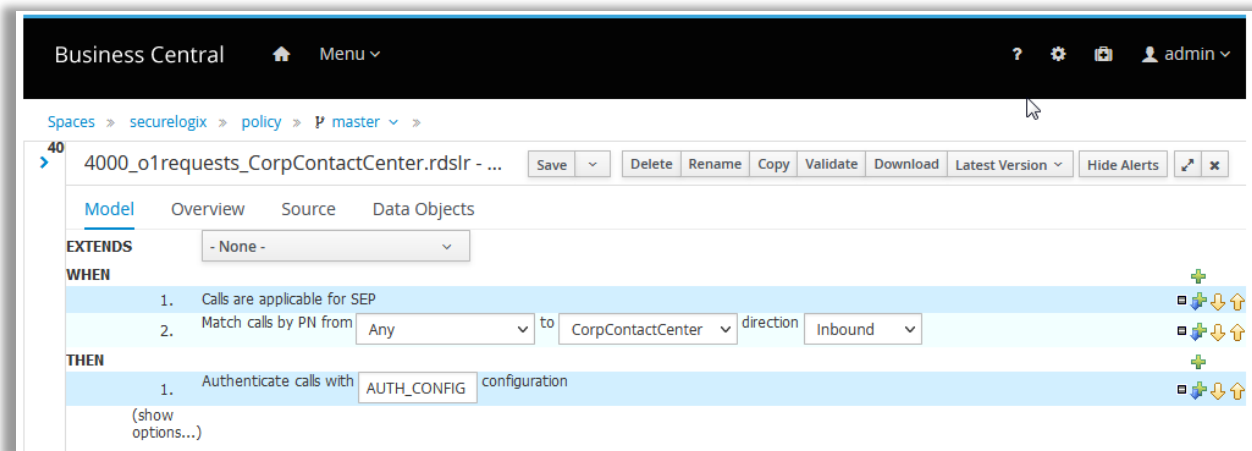 Business Central Menu ? admin
Spaces » securelogix » policy » master »
40
4000_o1requests_CorpContactCenter.rdslr - ... Save Delete Rename Copy Validate Download Latest Version Hide Alerts
Model Overview Source Data Objects
EXTENDS - None -
WHEN
1. Calls are applicable for SEP
2. Match calls by PN from Any to CorpContactCenter direction Inbound
THEN
1. Authenticate calls with AUTH_CONFIG configuration
(show
options...)